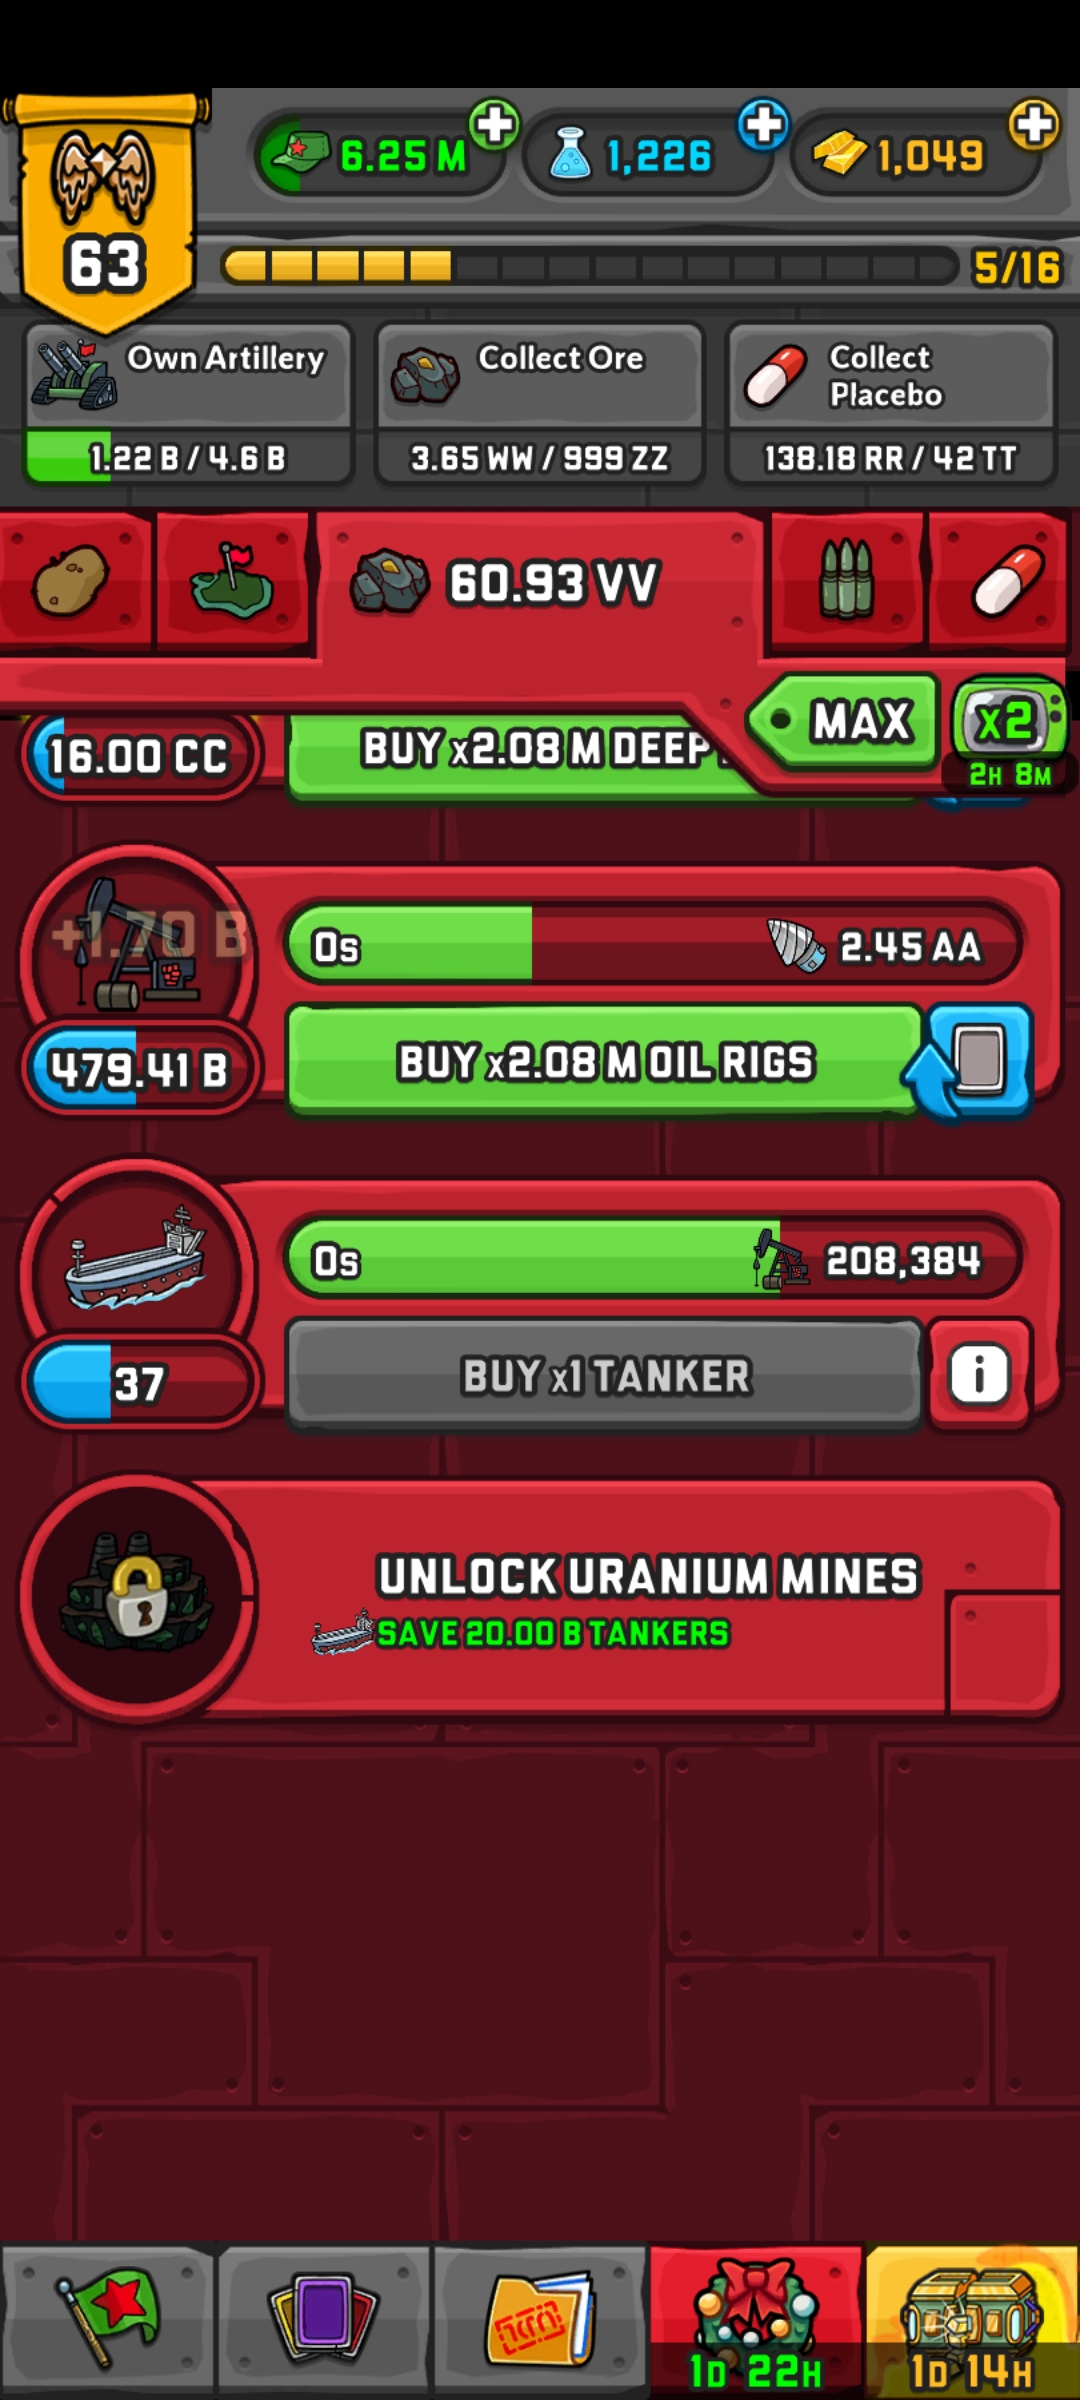 6.25 M
1,226
1,049
63
5/16
Own Artillery
1.22 B / 4.6 B
Collect Ore
3.65 WW / 999 ZZ
Collect
Placebo
138.18 RR / 42 TT
60.93 VV
MAX
x2
2H 8M
16.00 CC
BUY x2.08 M DEEP
+1.70 B
0s
2.45 AA
479.41 B
BUY x2.08 M OIL RIGS
0s
208,384
37
BUY x1 TANKER
i
UNLOCK URANIUM MINES
SAVE 20.00 B TANKERS
1D 22H
1D 14H